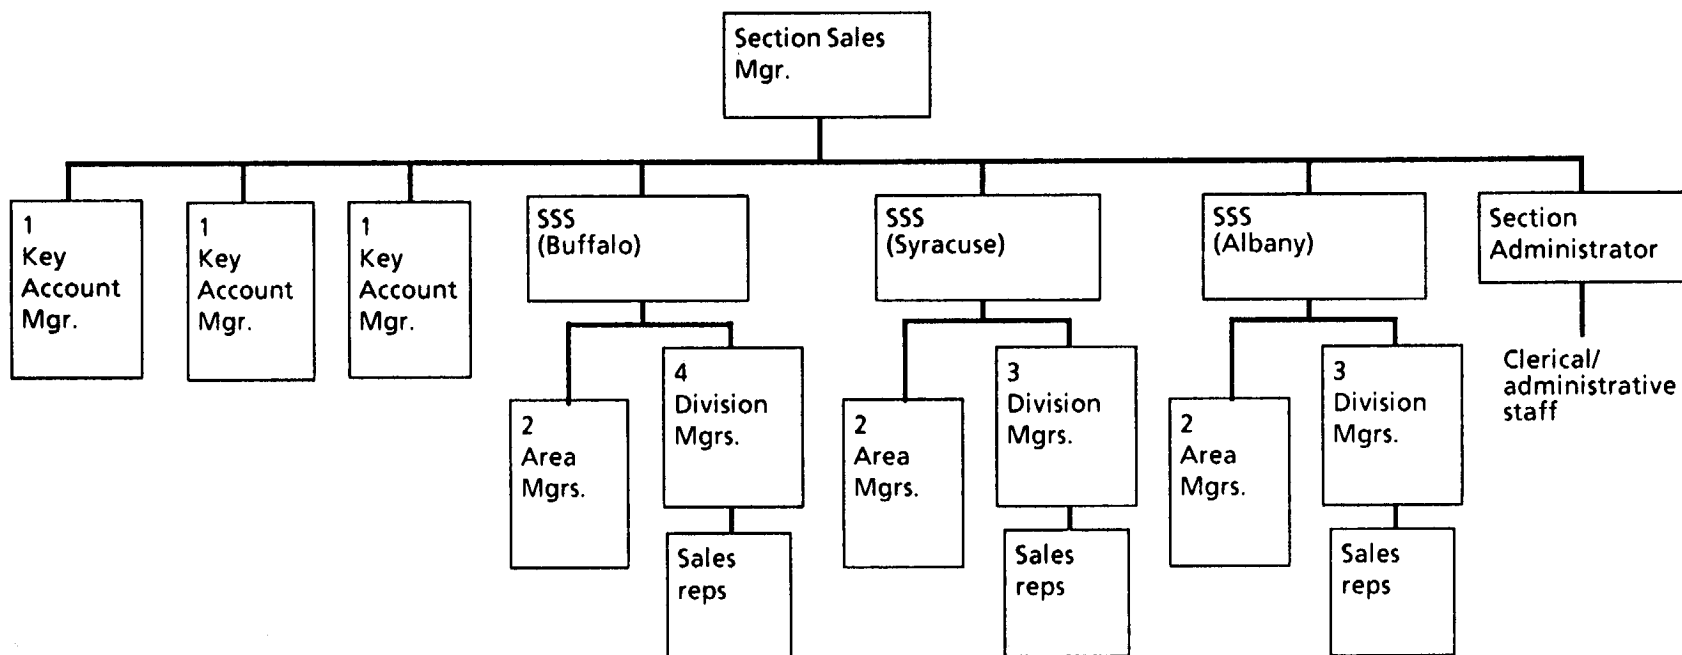 Section Sales
Mgr.
1
Key
Account
Mgr.
1
Key
Account
Mgr.
1
Key
Account
Mgr.
SSS
(Buffalo)
SSS
(Syracuse)
SSS
(Albany)
Section
Administrator
2
Area
Mgrs.
4
Division
Mgrs.
Sales
reps
2
Area
Mgrs.
3
Division
Mgrs.
Sales
reps
2
Area
Mgrs.
3
Division
Mgrs.
Sales
reps
Clerical/
administrative
staff